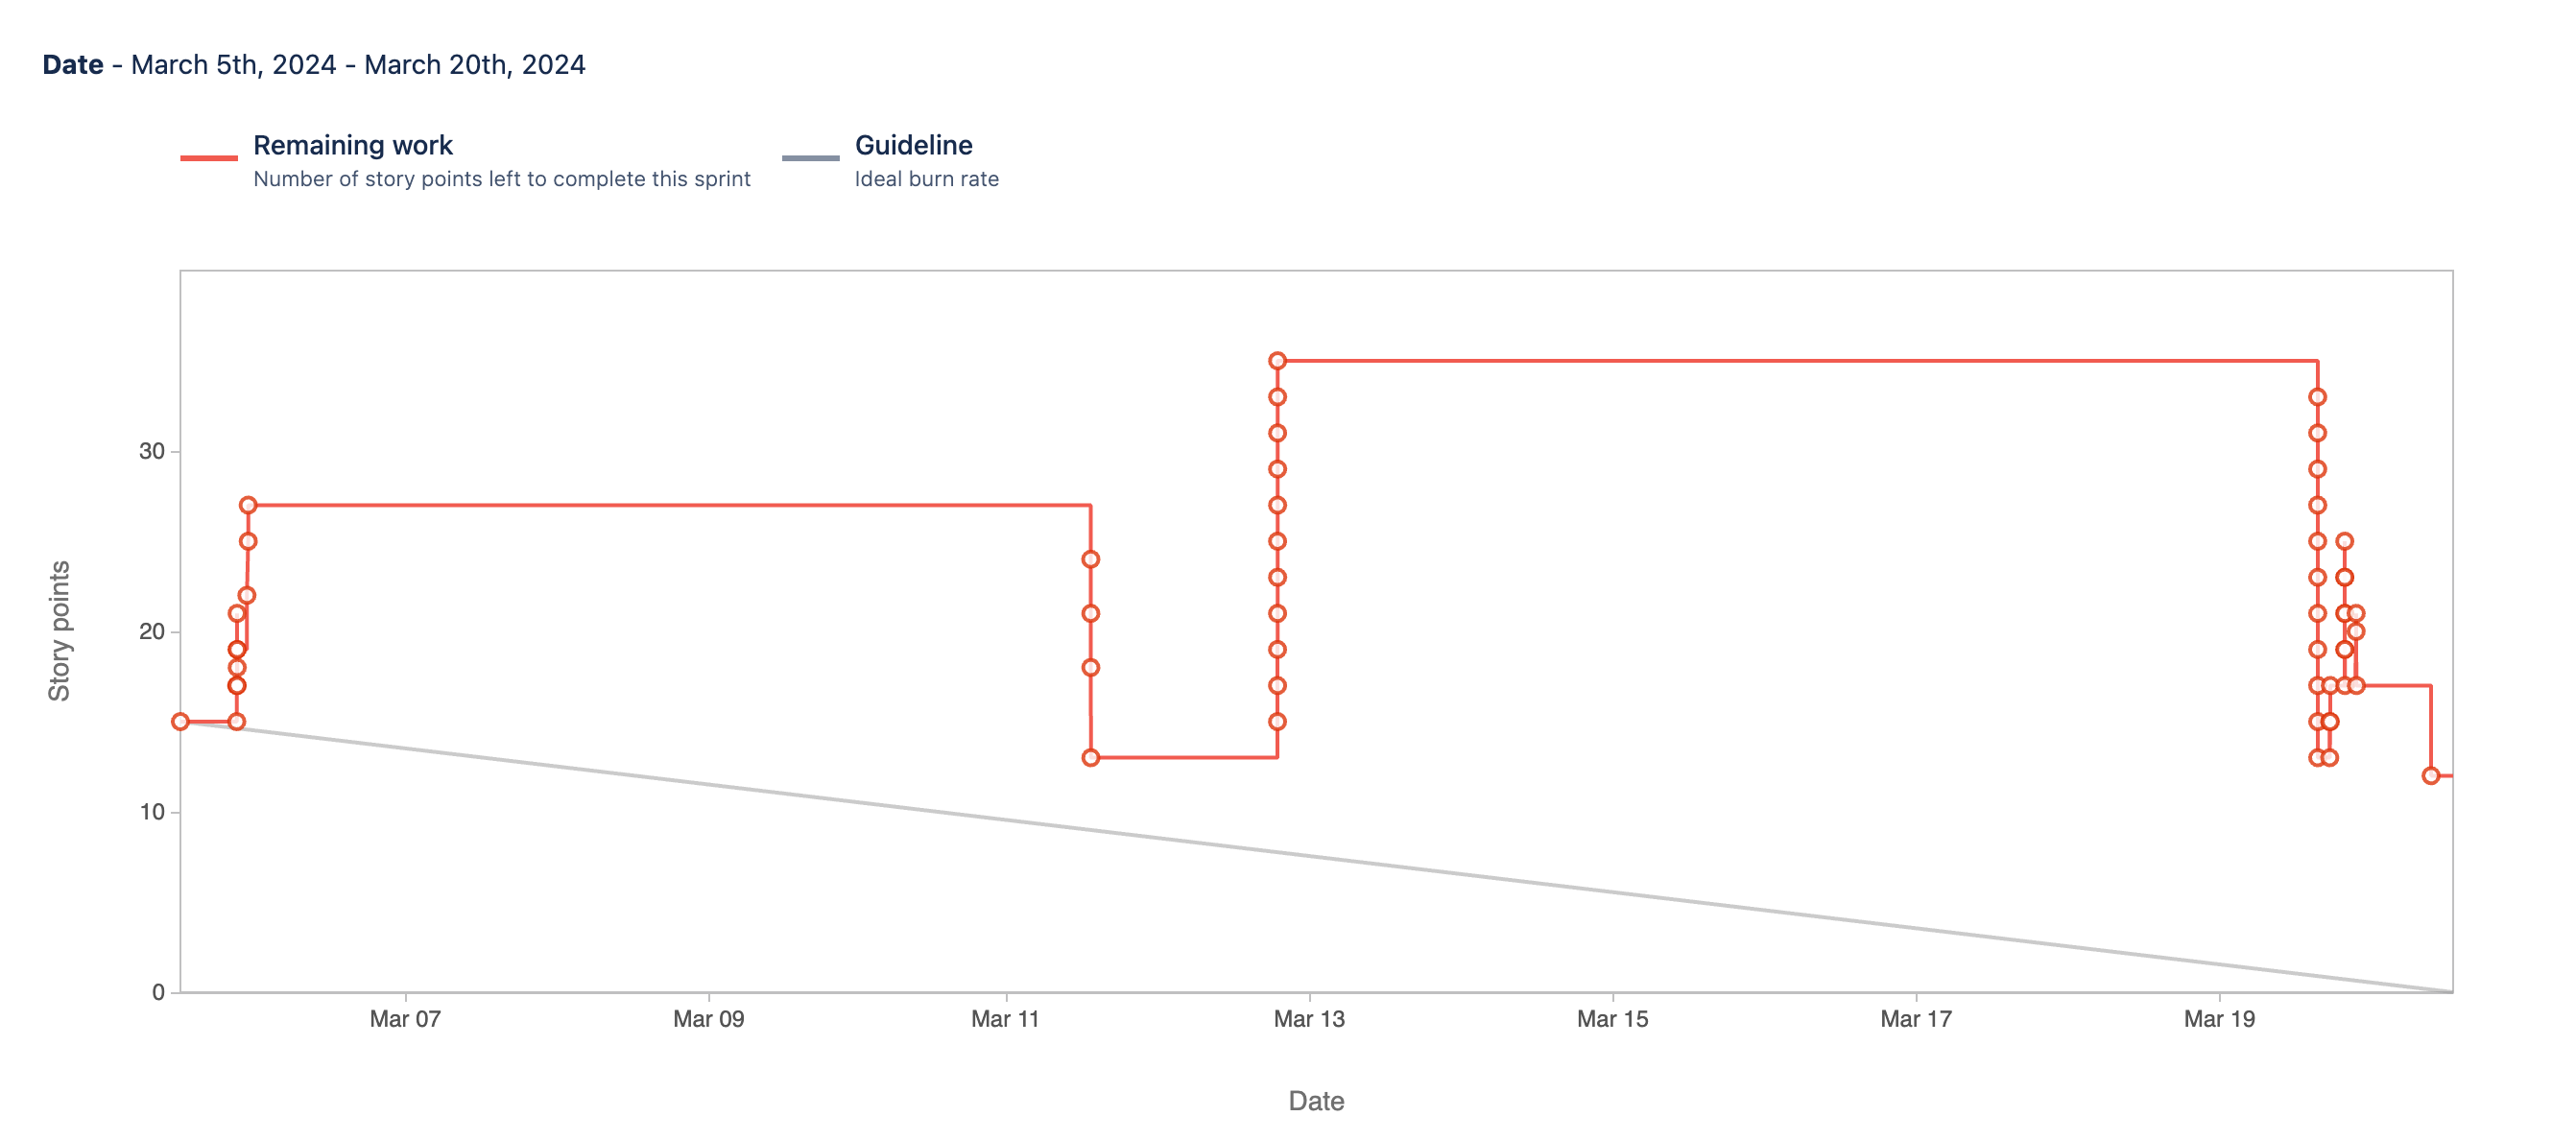 Date - March 5th, 2024 - March 20th, 2024
Remaining work
Number of story points left to complete this sprint
Guideline
Ideal burn rate
Story points
30
20
10
0
Mar 07
Mar 09
Mar 11
Mar 13
Mar 15
Mar 17
Mar 19
Date